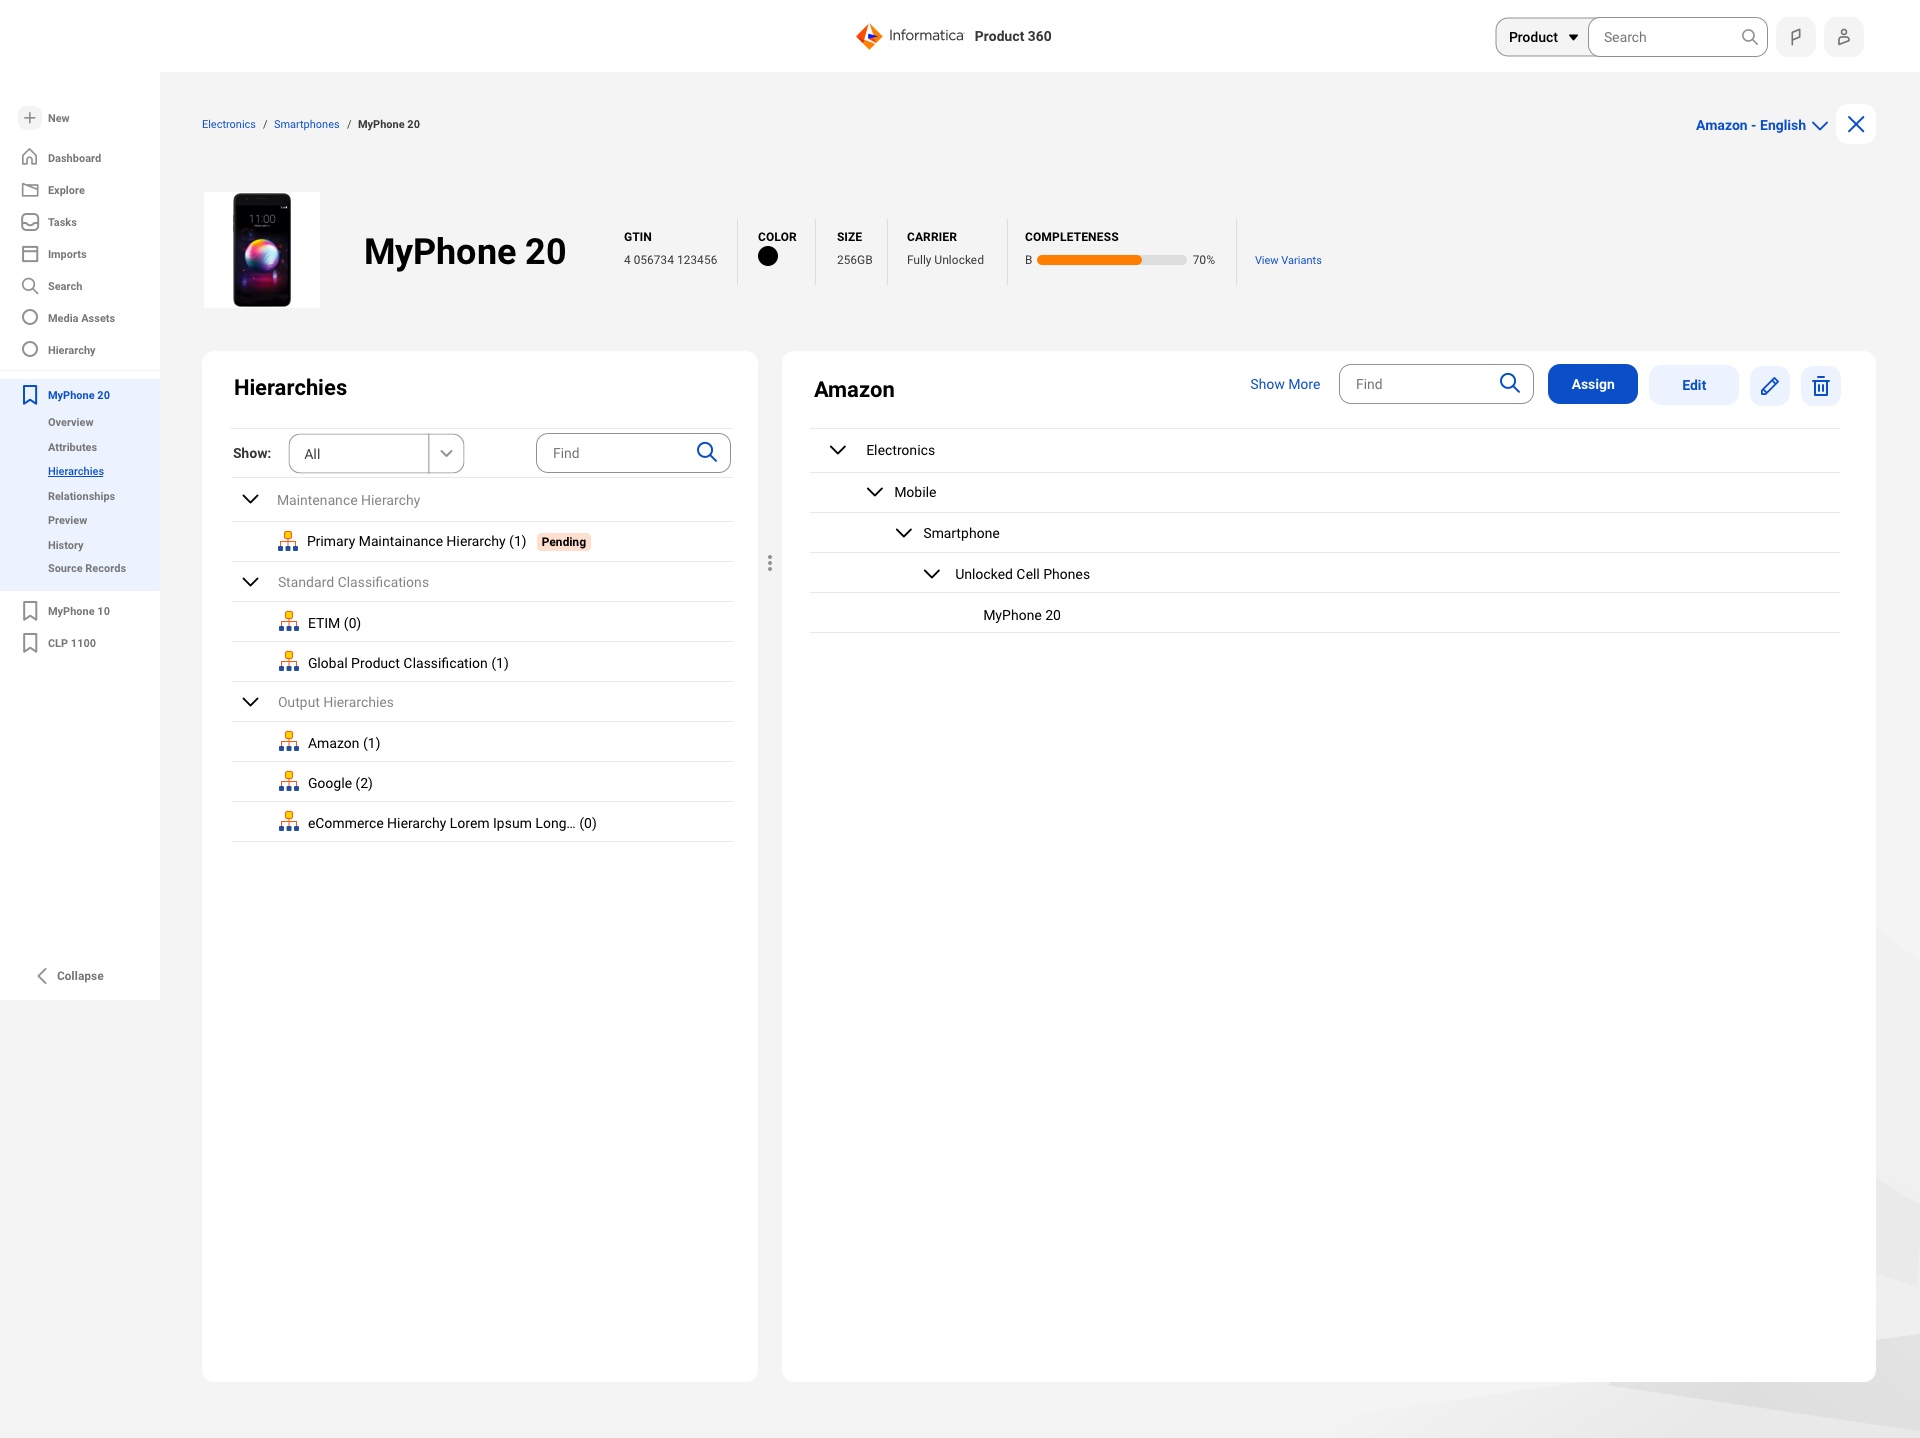 Informatica Product 360
Product
Search
New
Dashboard
Explore
Tasks
Imports
Search
Media Assets
Hierarchy
MyPhone 20
Overview
Attributes
Hierarchies
Relationships
Preview
History
Source Records
MyPhone 10
CLP 1100
Collapse
Electronics / Smartphones / MyPhone 20
Amazon - English
11:00
MyPhone 20
GTIN
4 056734 123456
COLOR
SIZE
256GB
CARRIER
Fully Unlocked
COMPLETENESS
B 70%
View Variants
Hierarchies
Show: All
Find
Maintenance Hierarchy
Primary Maintainance Hierarchy (1) Pending
Standard Classifications
ETIM (0)
Global Product Classification (1)
Output Hierarchies
Amazon (1)
Google (2)
eCommerce Hierarchy Lorem Ipsum Long... (0)
Amazon
Show More
Find
Assign
Edit
Electronics
Mobile
Smartphone
Unlocked Cell Phones
MyPhone 20